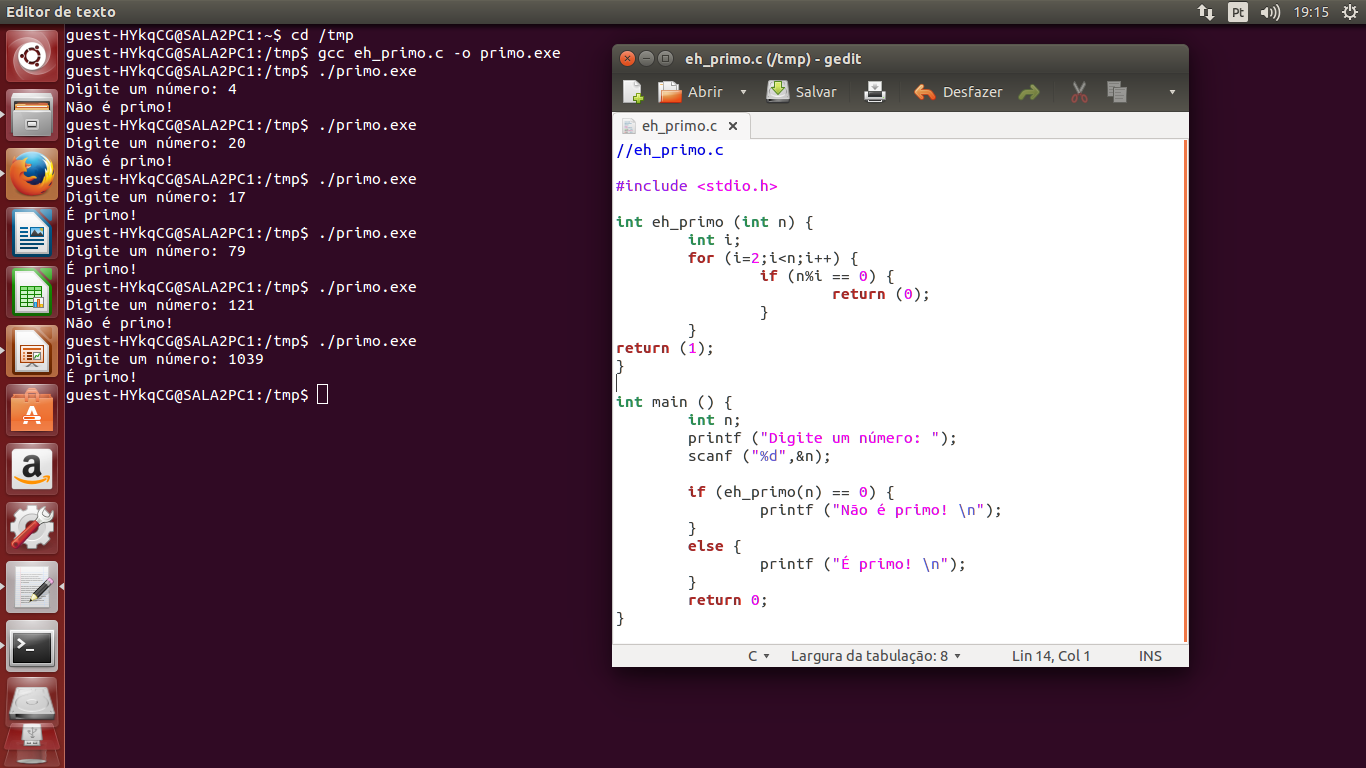 Editor de texto
Pt
19:15
guest-HYkqCG@SALA2PC1:~$ cd /tmp
guest-HYkqCG@SALA2PC1:/tmp$ gcc eh_primo.c -o primo.exe
guest-HYkqCG@SALA2PC1:/tmp$ ./primo.exe
Digite um número: 4
Não é primo!
guest-HYkqCG@SALA2PC1:/tmp$ ./primo.exe
Digite um número: 20
Não é primo!
guest-HYkqCG@SALA2PC1:/tmp$ ./primo.exe
Digite um número: 17
É primo!
guest-HYkqCG@SALA2PC1:/tmp$ ./primo.exe
Digite um número: 79
É primo!
guest-HYkqCG@SALA2PC1:/tmp$ ./primo.exe
Digite um número: 121
Não é primo!
guest-HYkqCG@SALA2PC1:/tmp$ ./primo.exe
Digite um número: 1039
É primo!
guest-HYkqCG@SALA2PC1:/tmp$
eh_primo.c (/tmp) - gedit
Abrir Salvar Desfazer
eh_primo.c
//eh_primo.c
#include <stdio.h>
int eh_primo (int n) {
int i;
for (i=2;i<n;i++) {
if (n%i == 0) {
return (0);
}
}
return (1);
}
int main () {
int n;
printf ("Digite um número: ");
scanf ("%d",&n);
if (eh_primo(n) == 0) {
printf ("Não é primo! \n");
}
else {
printf ("É primo! \n");
}
return 0;
}
C Largura da tabulação: 8 Lin 14, Col 1 INS